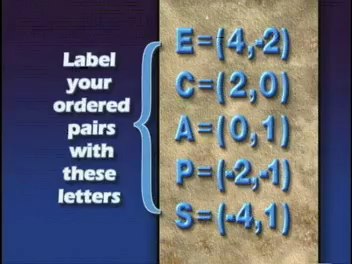 Label
your
ordered
pairs
with
these
letters
E=(4,-2)
C=(2,0)
A=(0,1)
P=(-2,-1)
S=(-4,1)